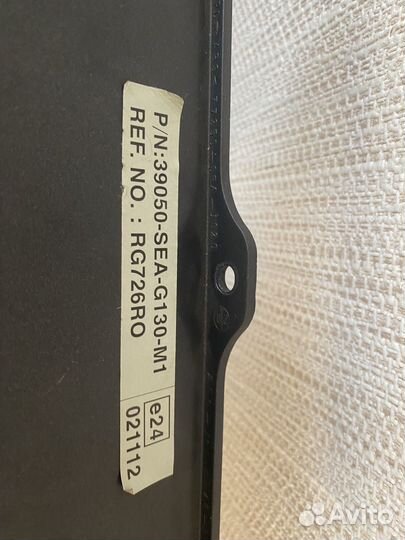 P/N:39050-SEA-G130-M1
REF. NO. : RG726RO
e24
021112
Avito